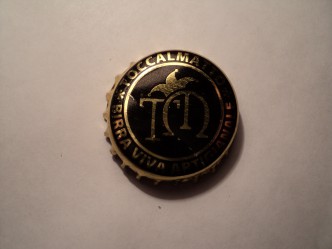 TOCCALMATTO
TM
★ BIRRA VIVA ARTIGIANALE